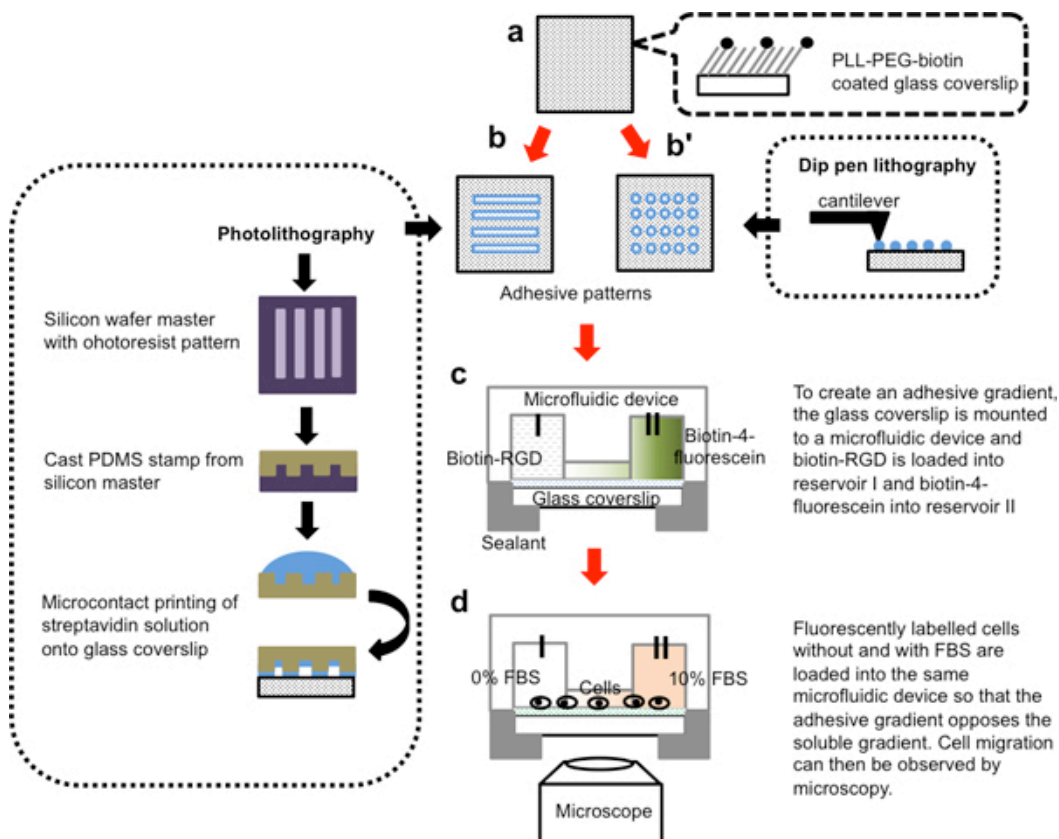 a
PLL-PEG-biotin
coated glass coverslip
b
b'
Dip pen lithography
cantilever
Photolithography
Adhesive patterns
Silicon wafer master
with ohotoresist pattern
Cast PDMS stamp from
silicon master
Microcontact printing of
streptavidin solution
onto glass coverslip
c
Microfluidic device
I
II
Biotin-RGD
Biotin-4-
fluorescein
Glass coverslip
Sealant
To create an adhesive gradient,
the glass coverslip is mounted
to a microfluidic device and
biotin-RGD is loaded into
reservoir I and biotin-4-
fluorescein into reservoir II
d
I
II
0% FBS
Cells
10% FBS
Microscope
Fluorescently labelled cells
without and with FBS are
loaded into the same
microfluidic device so that the
adhesive gradient opposes the
soluble gradient. Cell migration
can then be observed by
microscopy.